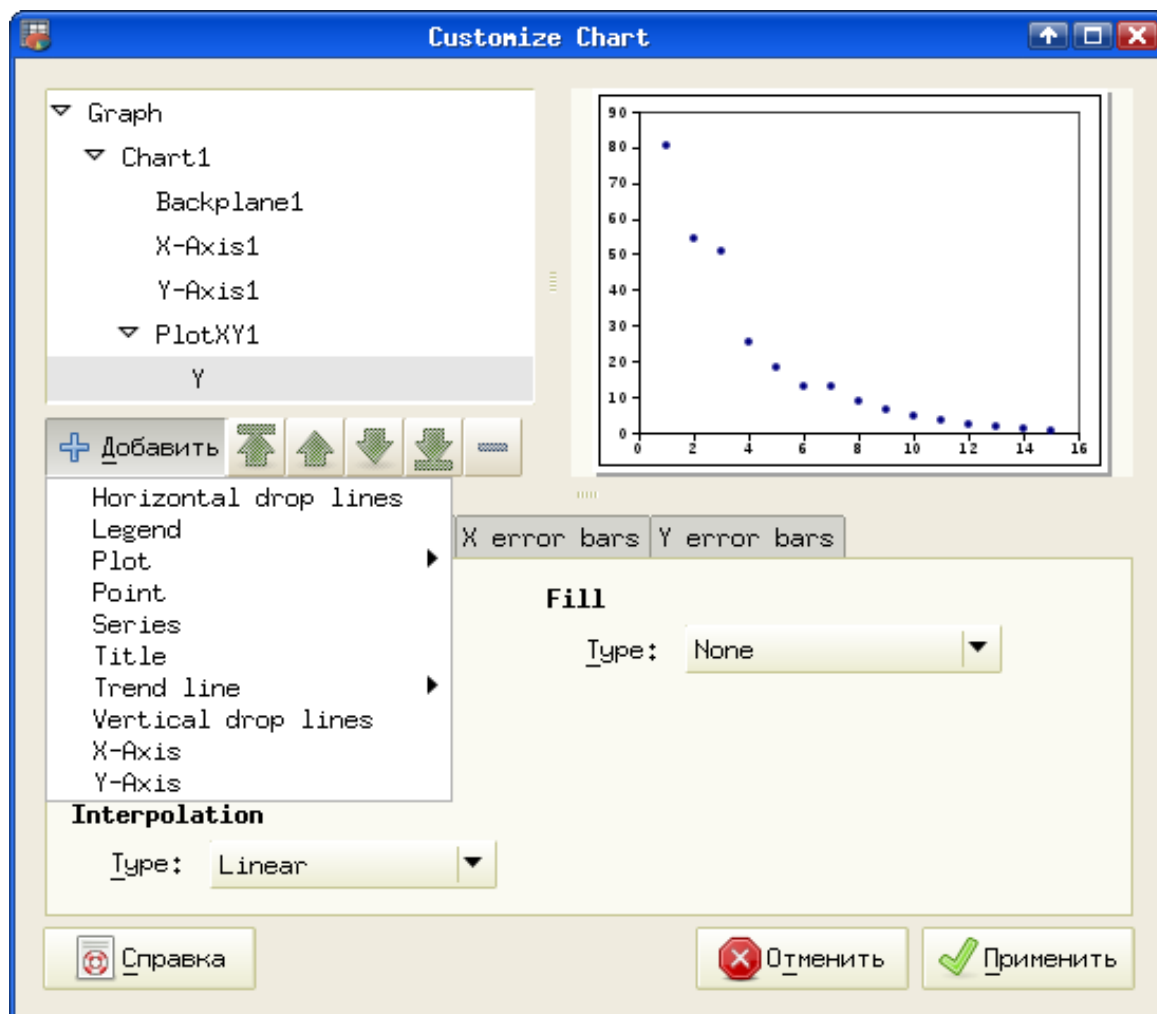 Customize Chart
Graph
Chart1
Backplane1
X-Axis1
Y-Axis1
PlotXY1
Y
90
80
70
60
50
40
30
20
10
0
0 2 4 6 8 10 12 14 16
Добавить
Horizontal drop lines
Legend
Plot
Point
Series
Title
Trend line
Vertical drop lines
X-Axis
Y-Axis
X error bars Y error bars
Fill
Type: None
Interpolation
Type: Linear
Справка Отменить Применить